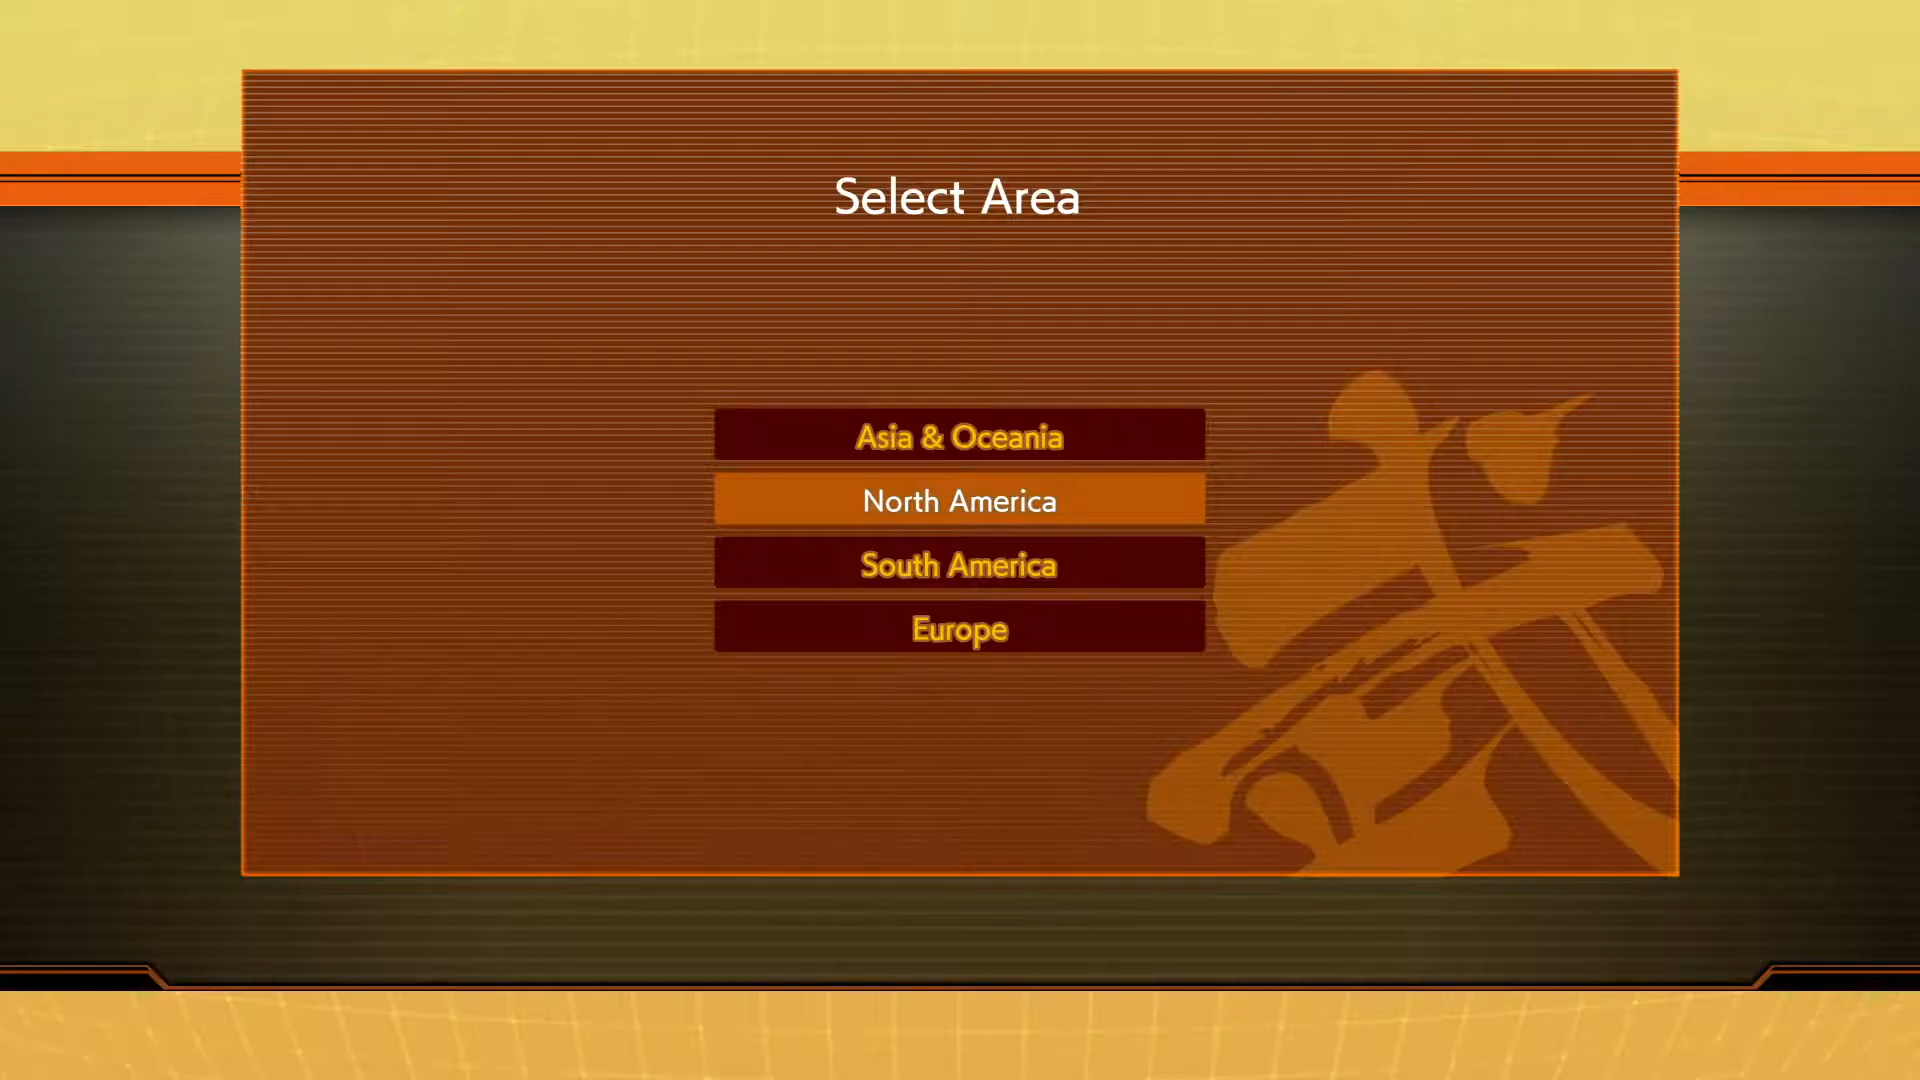 Select Area
Asia & Oceania
North America
South America
Europe